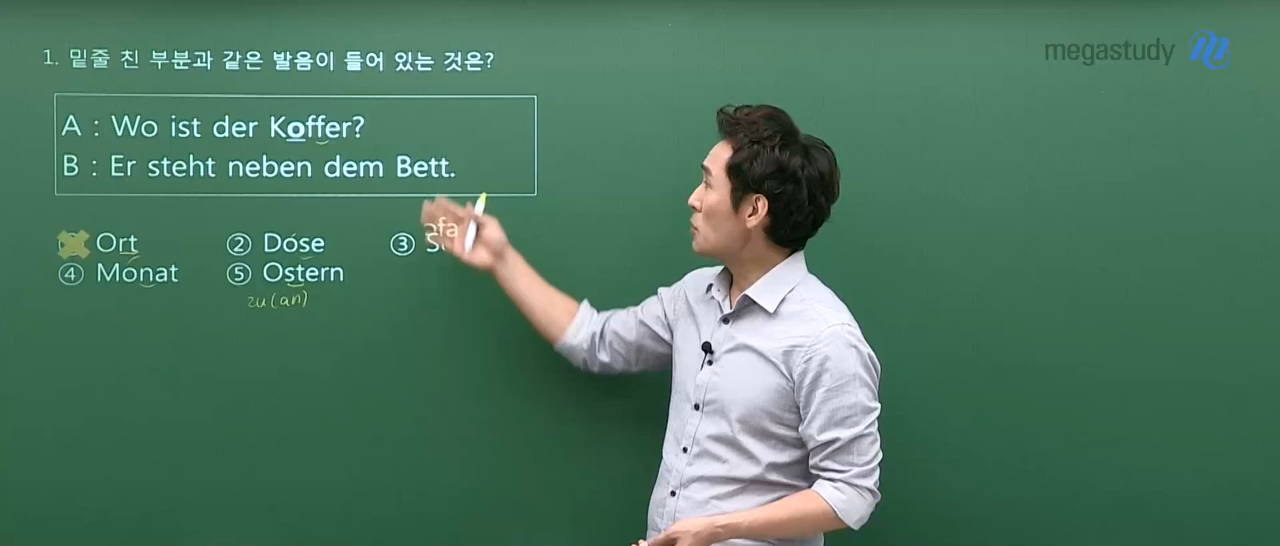 megastudy
1. 밑줄 친 부분과 같은 발음이 들어 있는 것은?
A : Wo ist der Koffer?
B : Er steht neben dem Bett.
Ort ② Dose ③
④ Monat ⑤ Ostern
zu(an)